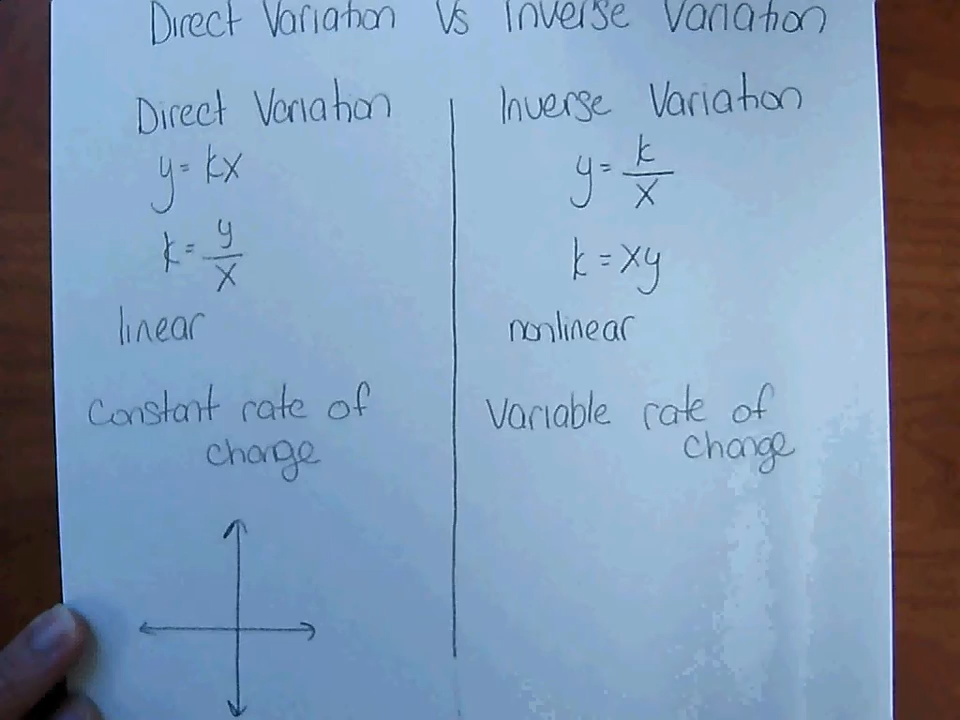 Direct Variation Vs Inverse Variation
Direct Variation
y = kx
k = y/x
linear
Constant rate of
change
Inverse Variation
y = k/x
k = xy
nonlinear
Variable rate of
change